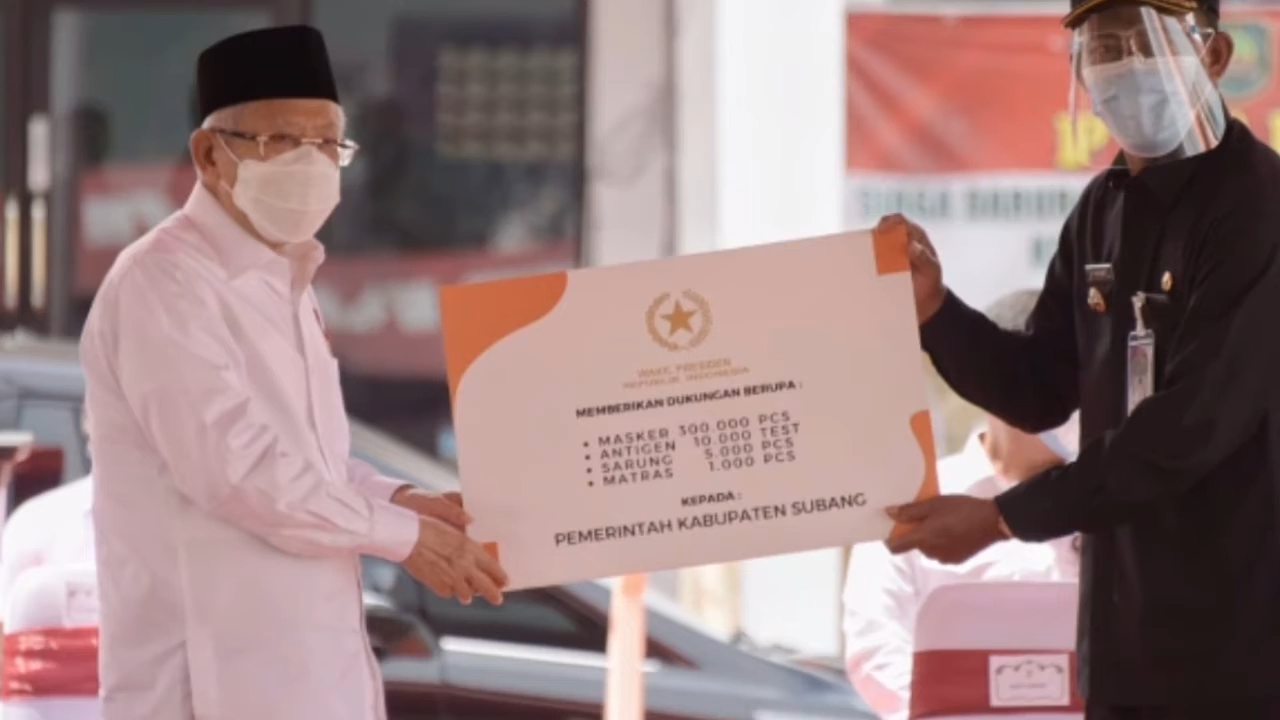 WAKIL PRESIDEN
REPUBLIK INDONESIA
MEMBERIKAN DUKUNGAN BERUPA :
• MASKER 300.000 PCS
• ANTIGEN 10.000 TEST
• SARUNG 5.000 PCS
• MATRAS 1.000 PCS
KEPADA :
PEMERINTAH KABUPATEN SUBANG